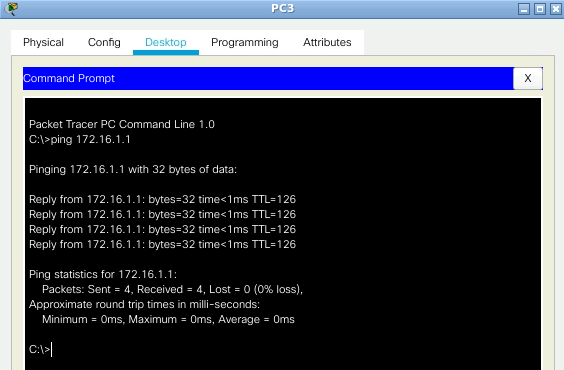 PC3
Physical Config Desktop Programming Attributes
Command Prompt X
Packet Tracer PC Command Line 1.0
C:\>ping 172.16.1.1
Pinging 172.16.1.1 with 32 bytes of data:
Reply from 172.16.1.1: bytes=32 time<1ms TTL=126
Reply from 172.16.1.1: bytes=32 time<1ms TTL=126
Reply from 172.16.1.1: bytes=32 time<1ms TTL=126
Reply from 172.16.1.1: bytes=32 time<1ms TTL=126
Ping statistics for 172.16.1.1:
Packets: Sent = 4, Received = 4, Lost = 0 (0% loss),
Approximate round trip times in milli-seconds:
Minimum = 0ms, Maximum = 0ms, Average = 0ms
C:\>